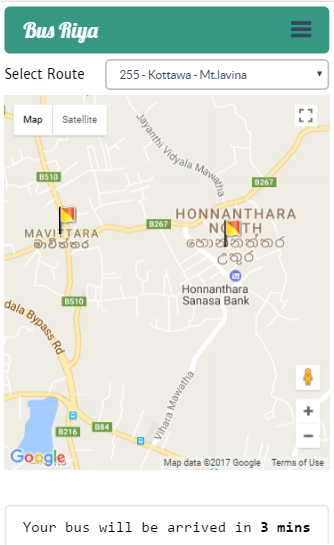 Bus Riya
Select Route
255 - Kottawa - Mt.lavina
Map
Satellite
Jayanthi Vidyala Mawatha
B510
B267
HONNANTHARA
NORTH
හොන්නත්තර
උතුර
B267
MAVITTARA
මාවිත්තර
Honnanthara
Sanasa Bank
B510
dala Bypass Rd
Vihara Mawatha
B84
B216
Google
Map data ©2017 Google
Terms of Use
Your bus will be arrived in 3 mins